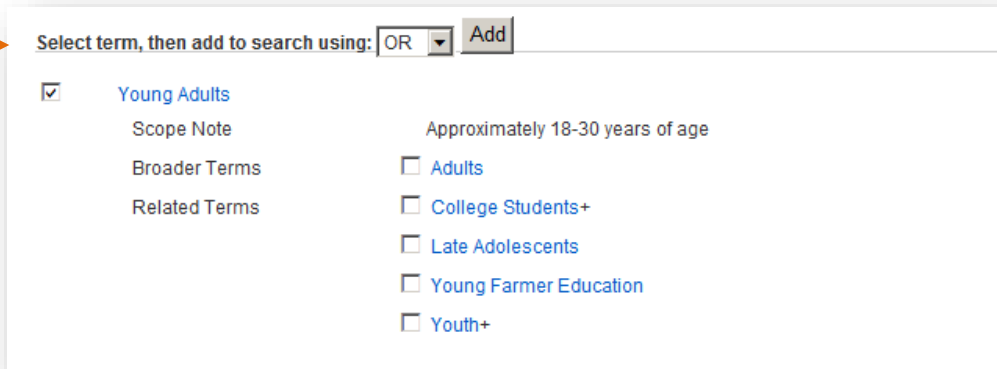 Select term, then add to search using: OR Add
Young Adults
Scope Note Approximately 18-30 years of age
Broader Terms Adults
Related Terms College Students+
Late Adolescents
Young Farmer Education
Youth+